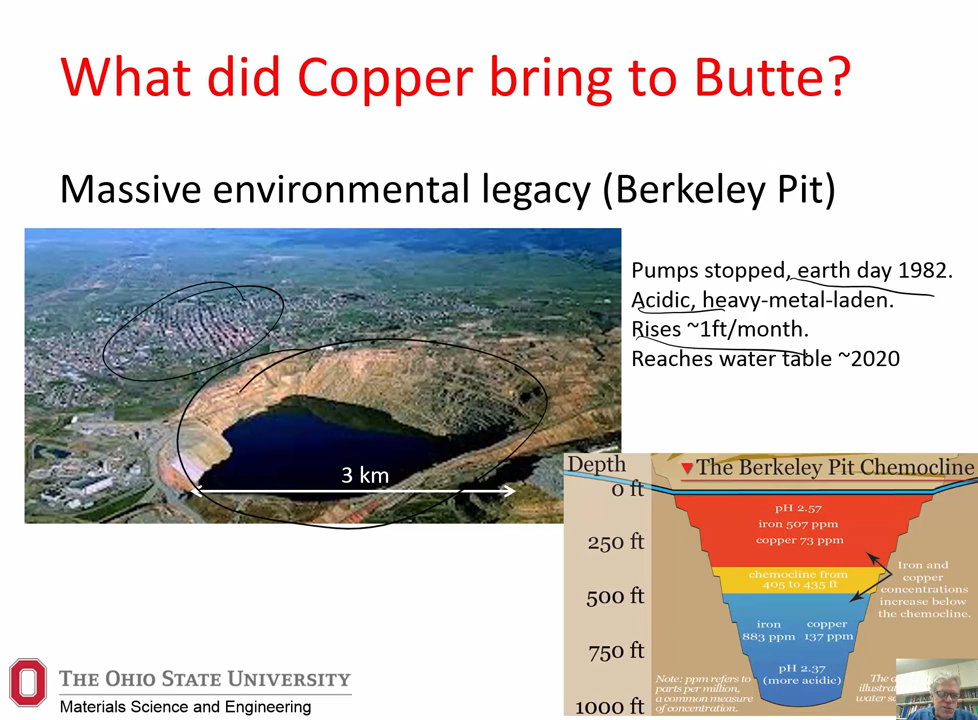 What did Copper bring to Butte?
Massive environmental legacy (Berkeley Pit)
Pumps stopped, earth day 1982.
Acidic, heavy-metal-laden.
Rises ~1ft/month.
Reaches water table ~2020
3 km
Depth
The Berkeley Pit Chemocline
0 ft
pH 2.57
iron 507 ppm
copper 73 ppm
250 ft
chemocline from
405 to 435 ft
Iron and
copper
concentrations
increase below
the chemocline.
500 ft
iron
883 ppm
copper
137 ppm
750 ft
pH 2.37
(more acidic)
Note: ppm refers to
parts per million,
a common measure
of concentration.
The
1000 ft
O
THE OHIO STATE UNIVERSITY
Materials Science and Engineering